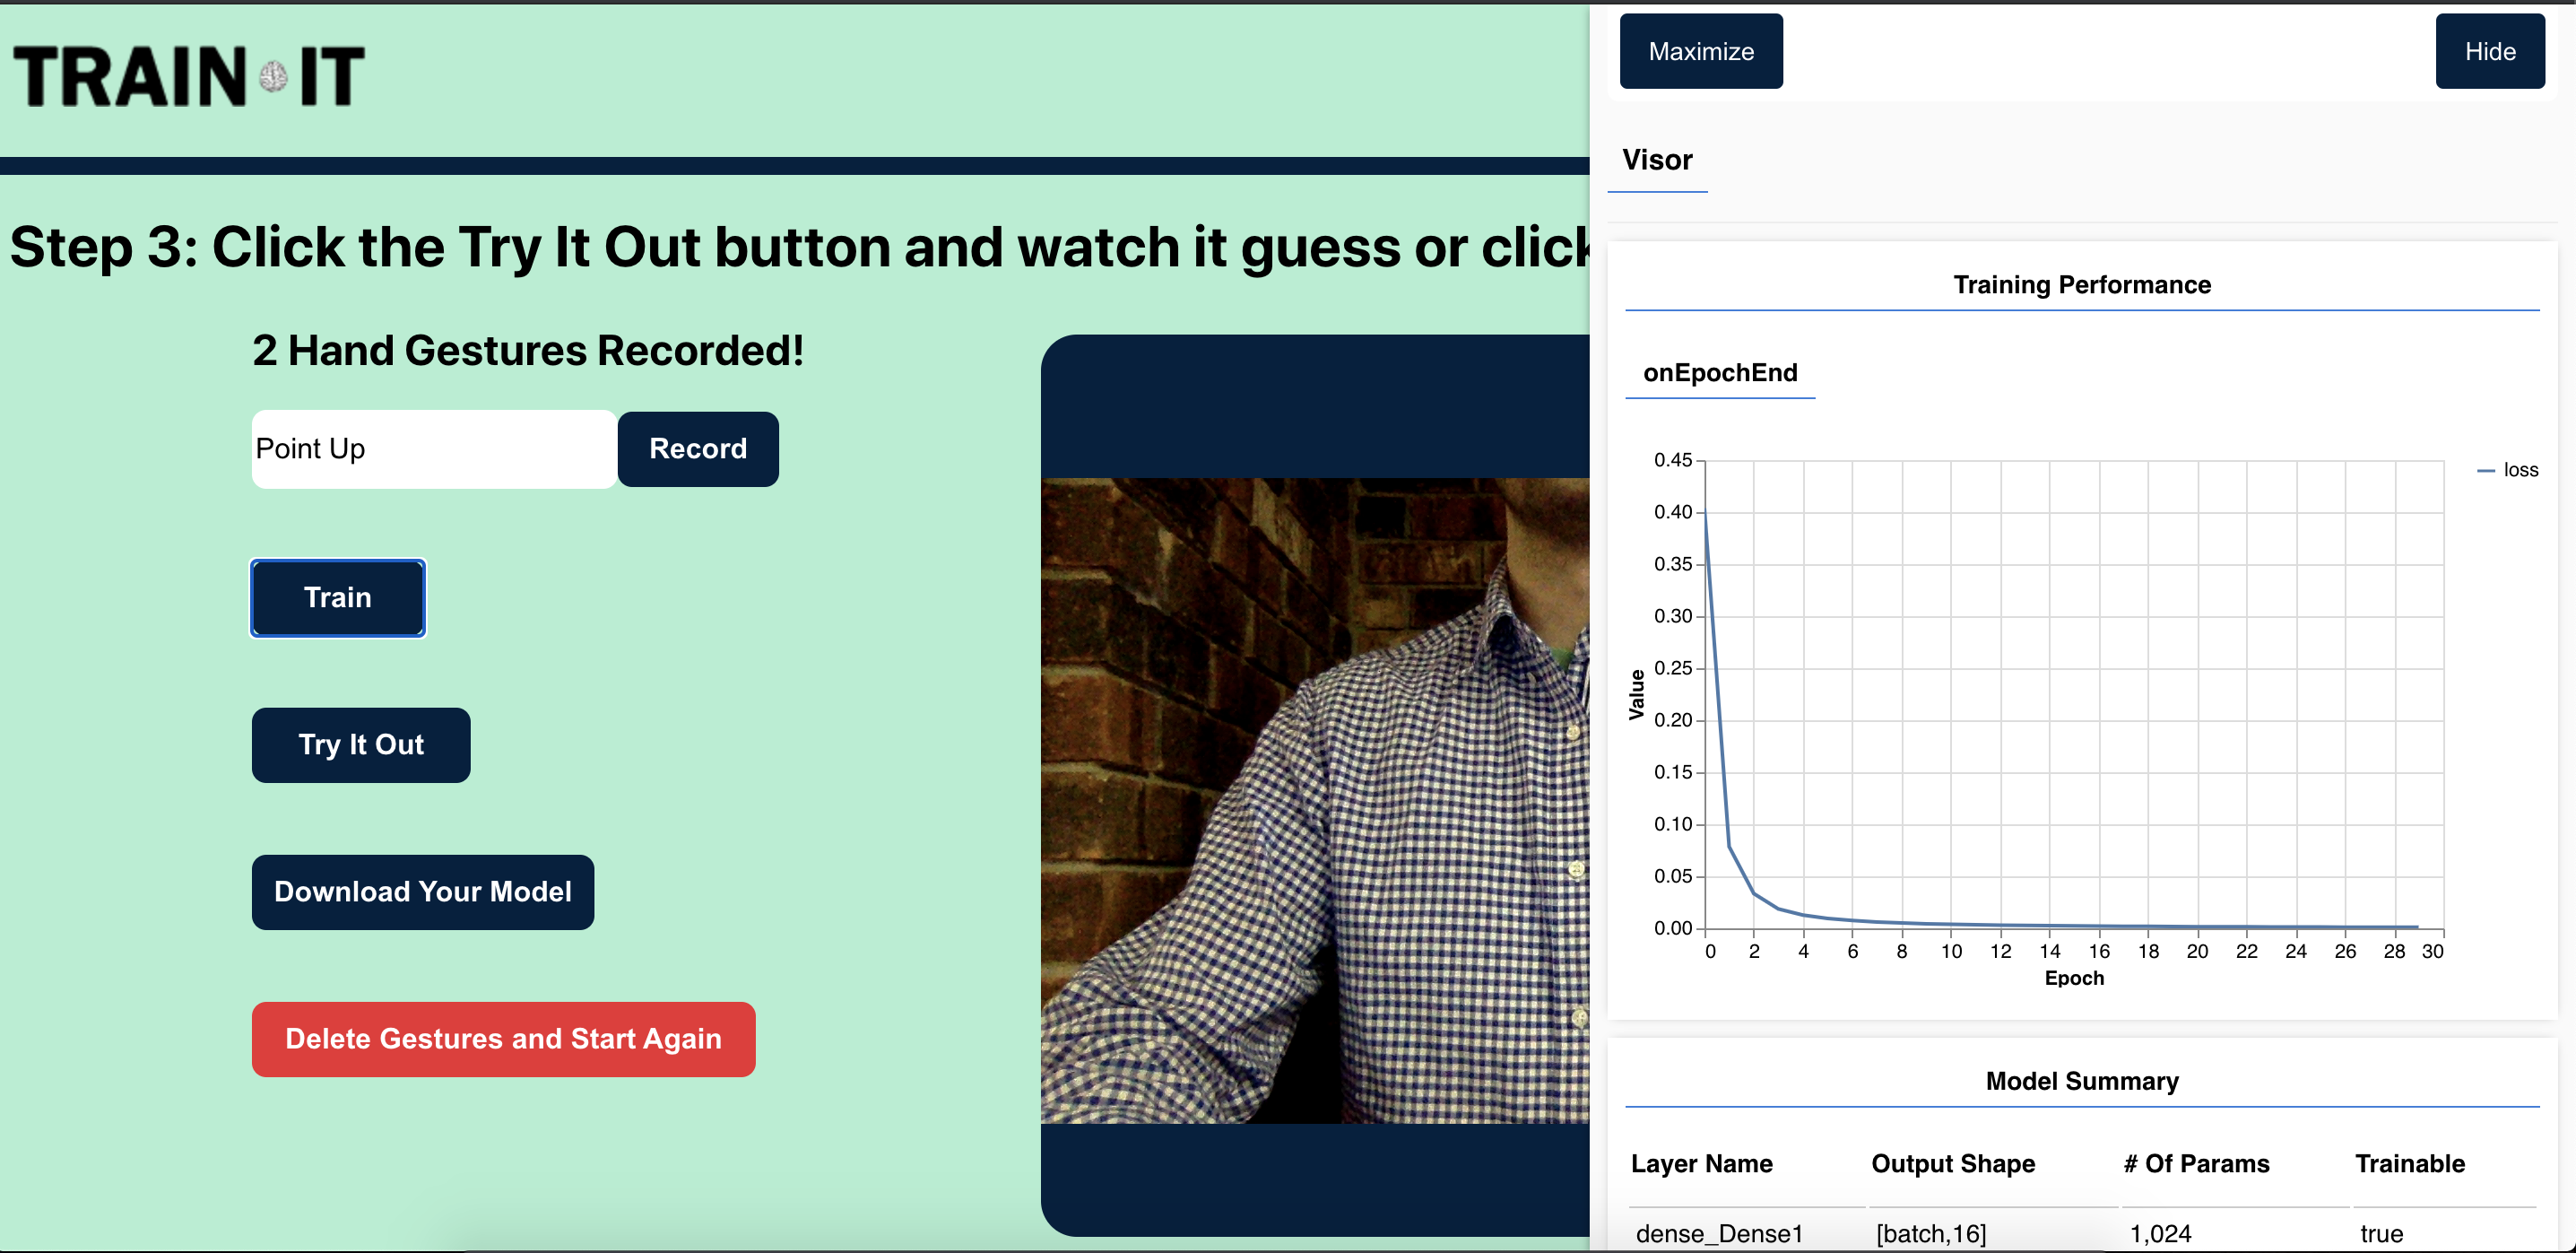 TRAIN IT
Step 3: Click the Try It Out button and watch it guess or click
2 Hand Gestures Recorded!
Point Up
Record
Train
Try It Out
Download Your Model
Delete Gestures and Start Again
Maximize
Hide
Visor
Training Performance
onEpochEnd
0.45
0.40
0.35
0.30
0.25
0.20
0.15
0.10
0.05
0.00
Value
0 2 4 6 8 10 12 14 16 18 20 22 24 26 28 30
Epoch
loss
Model Summary
Layer Name Output Shape # Of Params Trainable
dense_Dense1 [batch,16] 1,024 true